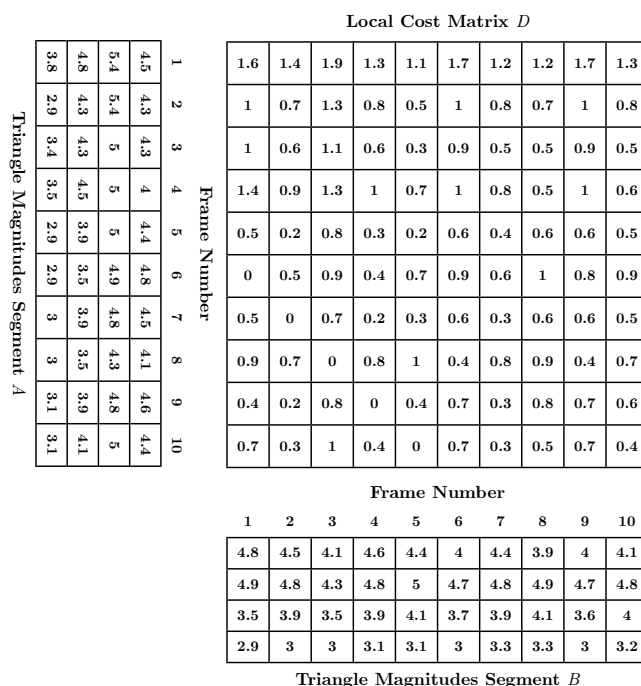 Local Cost Matrix D
1.6 1.4 1.9 1.3 1.1 1.7 1.2 1.2 1.7 1.3
1 0.7 1.3 0.8 0.5 1 0.8 0.7 1 0.8
1 0.6 1.1 0.6 0.3 0.9 0.5 0.5 0.9 0.5
1.4 0.9 1.3 1 0.7 1 0.8 0.5 1 0.6
0.5 0.2 0.8 0.3 0.2 0.6 0.4 0.6 0.6 0.5
0 0.5 0.9 0.4 0.7 0.9 0.6 1 0.8 0.9
0.5 0 0.7 0.2 0.3 0.6 0.3 0.6 0.6 0.5
0.9 0.7 0 0.8 1 0.4 0.8 0.9 0.4 0.7
0.4 0.2 0.8 0 0.4 0.7 0.3 0.8 0.7 0.6
0.7 0.3 1 0.4 0 0.7 0.3 0.5 0.7 0.4
Frame Number
1 2 3 4 5 6 7 8 9 10
4.5 4.3 4.3 4 4.4 4.8 4.5 4.1 4.6 4.4
5.4 5.4 5 5 5 4.9 4.8 4.3 4.8 5
4.8 4.3 4.3 4.5 3.9 3.5 3.9 3.5 3.9 4.1
3.8 2.9 3.4 3.5 2.9 2.9 3 3 3.1 3.1
Triangle Magnitudes Segment A
Frame Number
1 2 3 4 5 6 7 8 9 10
4.8 4.5 4.1 4.6 4.4 4 4.4 3.9 4 4.1
4.9 4.8 4.3 4.8 5 4.7 4.8 4.9 4.7 4.8
3.5 3.9 3.5 3.9 4.1 3.7 3.9 4.1 3.6 4
2.9 3 3 3.1 3.1 3 3.3 3.3 3 3.2
Triangle Magnitudes Segment B